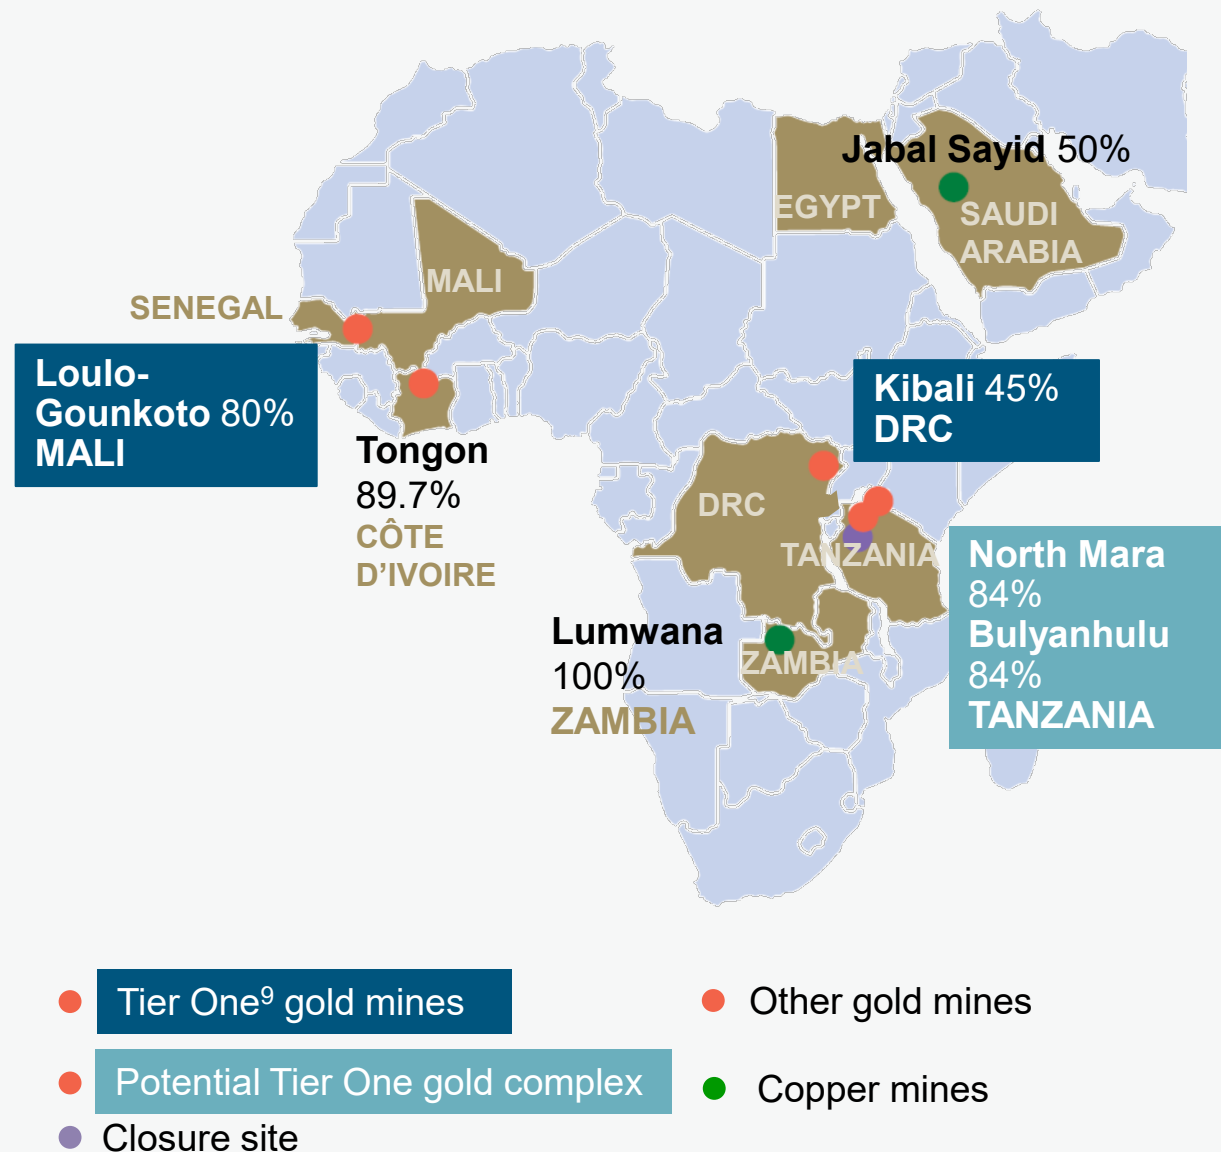 Jabal Sayid 50%
EGYPT
SAUDI
ARABIA
MALI
SENEGAL
Loulo-
Gounkoto 80%
MALI
Kibali 45%
DRC
Tongon
89.7%
CÔTE
D’IVOIRE
DRC
TANZANIA
North Mara
84%
Bulyanhulu
84%
TANZANIA
Lumwana
100%
ZAMBIA
ZAMBIA
Tier One⁹ gold mines
Other gold mines
Potential Tier One gold complex
Copper mines
Closure site